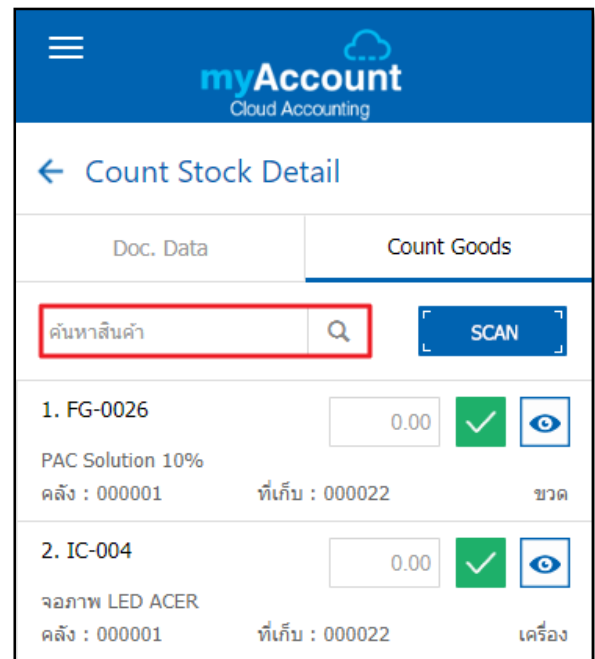 myAccount
Cloud Accounting
Count Stock Detail
Doc. Data Count Goods
ค้นหาสินค้า SCAN
1. FG-0026 0.00
PAC Solution 10%
คลัง : 000001 ที่เก็บ : 000022 ขวด
2. IC-004 0.00
จอภาพ LED ACER
คลัง : 000001 ที่เก็บ : 000022 เครื่อง